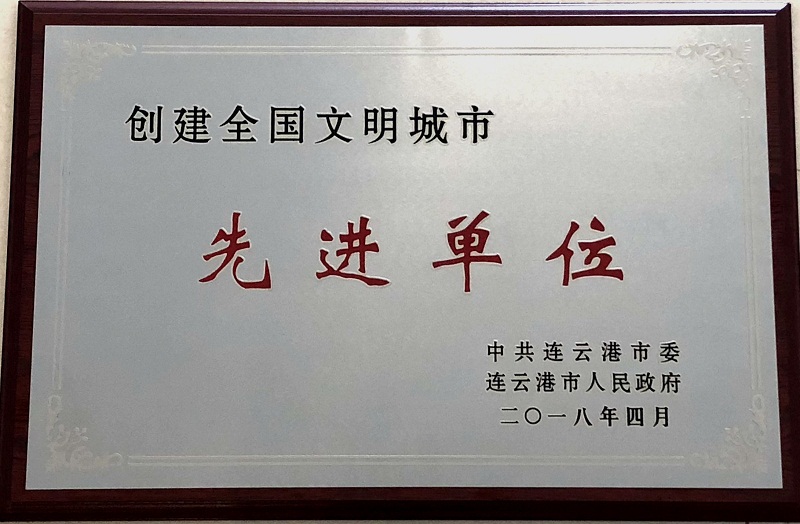 创建全国文明城市
先进单位
中共连云港市委
连云港市人民政府
二〇一八年四月